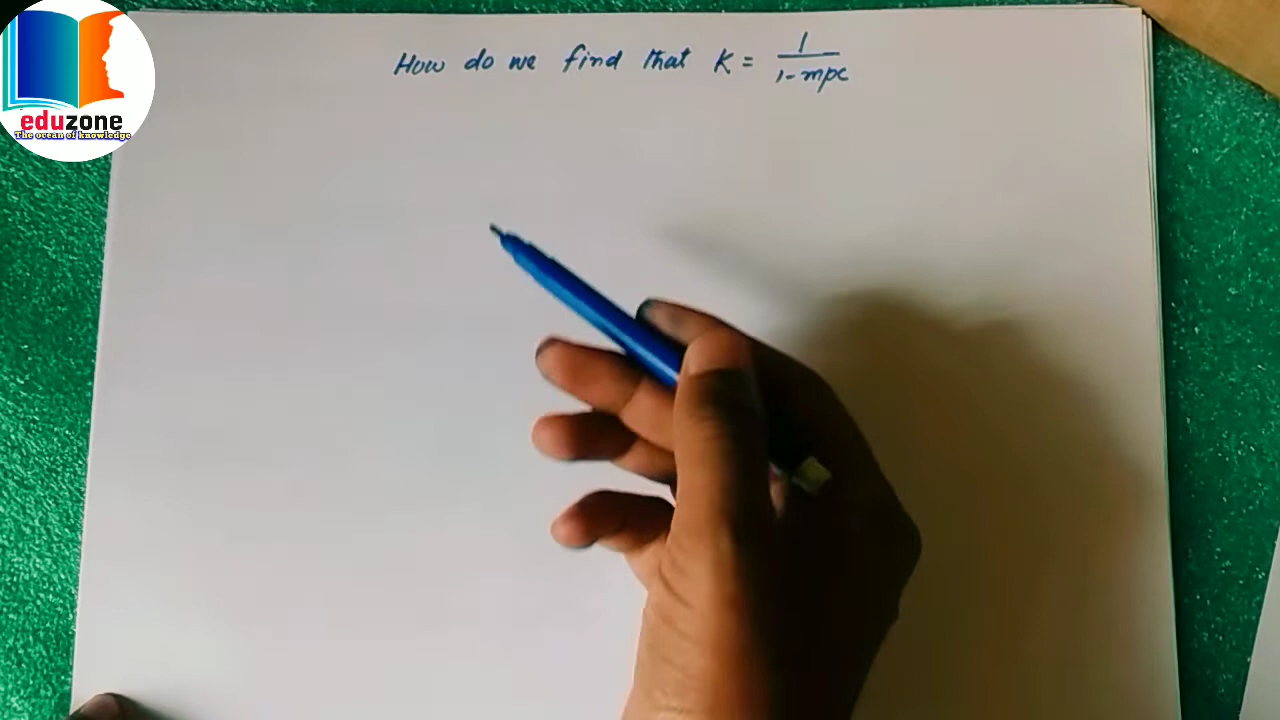 eduzone
The ocean of knowledge
How do we find that K = 1/(1-mpc)